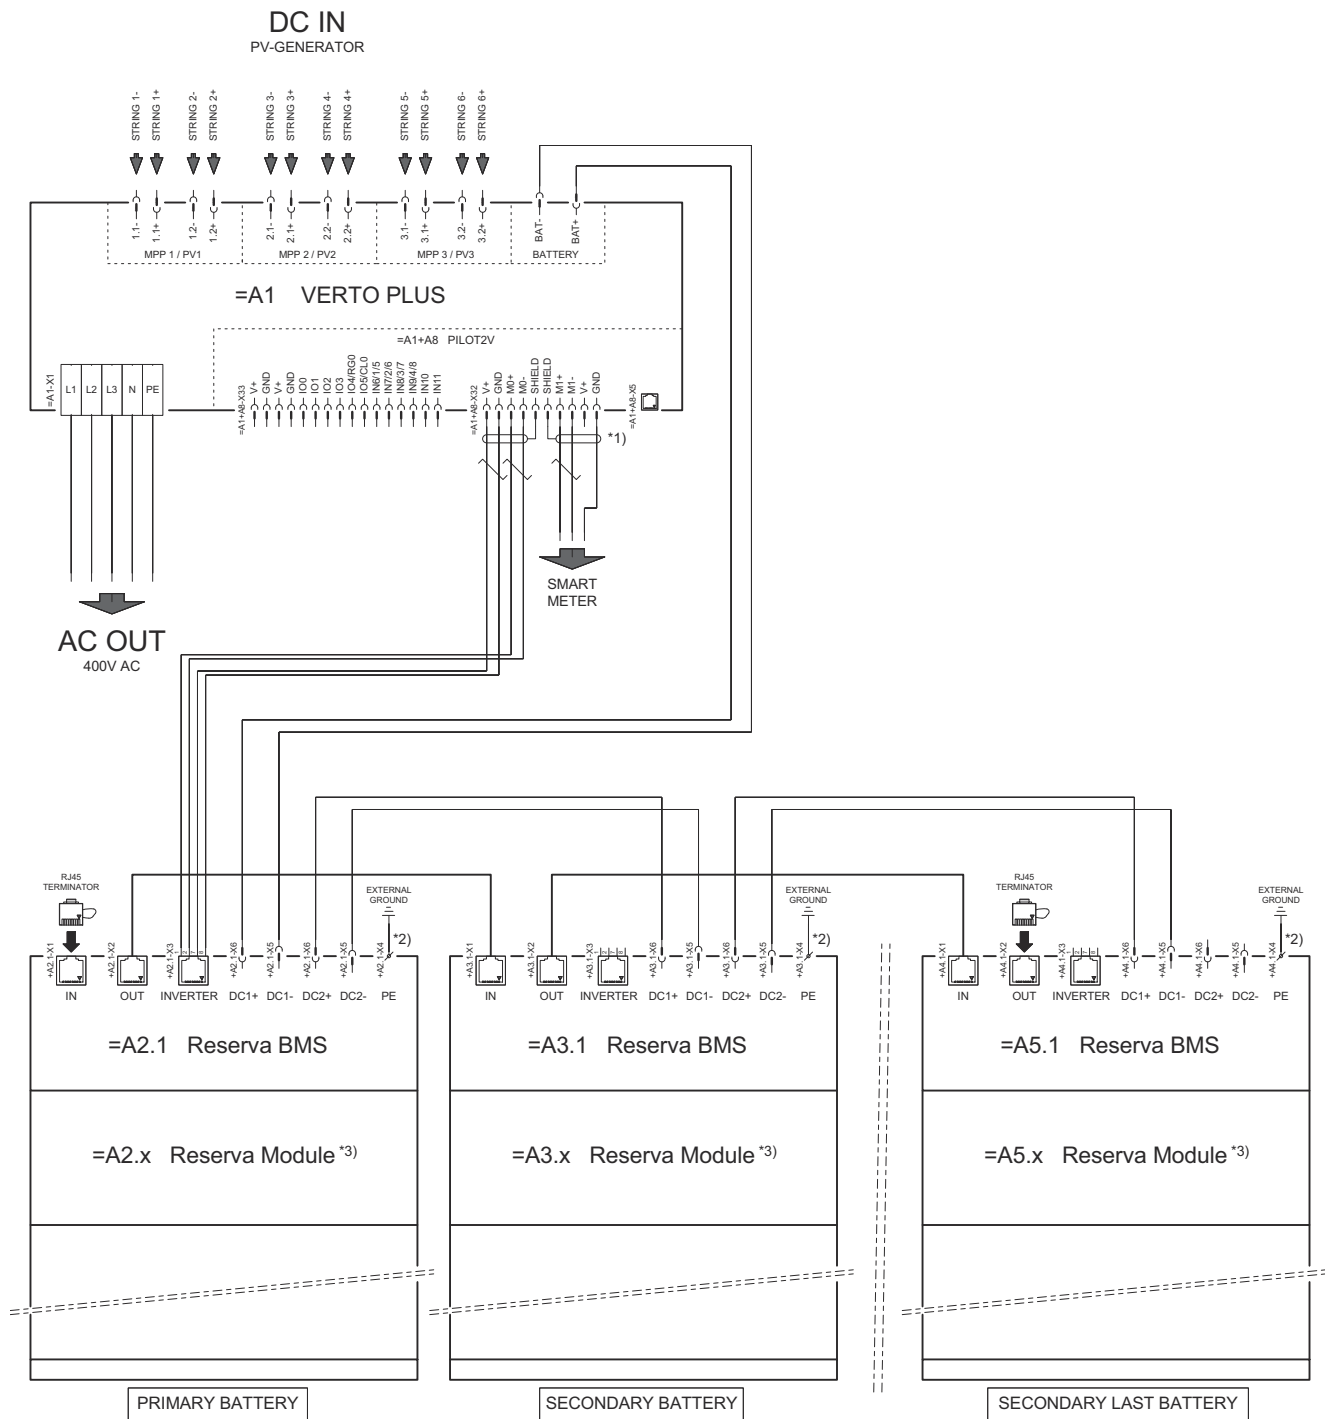 DC IN
PV-GENERATOR
STRING 1-
STRING 1+
STRING 2-
STRING 2+
STRING 3-
STRING 3+
STRING 4-
STRING 4+
STRING 5-
STRING 5+
STRING 6-
STRING 6+
1.1-
1.1+
1.2-
1.2+
2.1-
2.1+
2.2-
2.2+
3.1-
3.1+
3.2-
3.2+
BAT-
BAT+
MPP 1 / PV1
MPP 2 / PV2
MPP 3 / PV3
BATTERY
=A1 VERTO PLUS
=A1+A8 PILOT2V
=A1-X1
L1
L2
L3
N
PE
=A1+A8-X33
V+
GND
V+
GND
IO0
IO1
IO2
IO3
IO4/RG0
IO5/CL0
IN6/1/5
IN7/2/6
IN8/3/7
IN9/4/8
IN10
IN11
=A1+A8-X32
V+
GND
M0+
M0-
SHIELD
SHIELD
M1+
M1-
V+
GND
=A1+A8-X5
*1)
AC OUT
400V AC
SMART
METER
RJ45
TERMINATOR
EXTERNAL
GROUND
*2)
+A2.1-X1
+A2.1-X2
+A2.1-X3
1
2
7
8
+A2.1-X6
+A2.1-X5
+A2.1-X6
+A2.1-X5
+A2.1-X4
IN
OUT
INVERTER
DC1+
DC1-
DC2+
DC2-
PE
=A2.1 Reserva BMS
=A2.x Reserva Module *3)
PRIMARY BATTERY
EXTERNAL
GROUND
*2)
+A3.1-X1
+A3.1-X2
+A3.1-X3
1
2
7
8
+A3.1-X6
+A3.1-X5
+A3.1-X6
+A3.1-X5
+A3.1-X4
IN
OUT
INVERTER
DC1+
DC1-
DC2+
DC2-
PE
=A3.1 Reserva BMS
=A3.x Reserva Module *3)
SECONDARY BATTERY
RJ45
TERMINATOR
EXTERNAL
GROUND
*2)
+A4.1-X1
+A4.1-X2
+A4.1-X3
1
2
7
8
+A4.1-X6
+A4.1-X5
+A4.1-X6
+A4.1-X5
+A4.1-X4
IN
OUT
INVERTER
DC1+
DC1-
DC2+
DC2-
PE
=A5.1 Reserva BMS
=A5.x Reserva Module *3)
SECONDARY LAST BATTERY